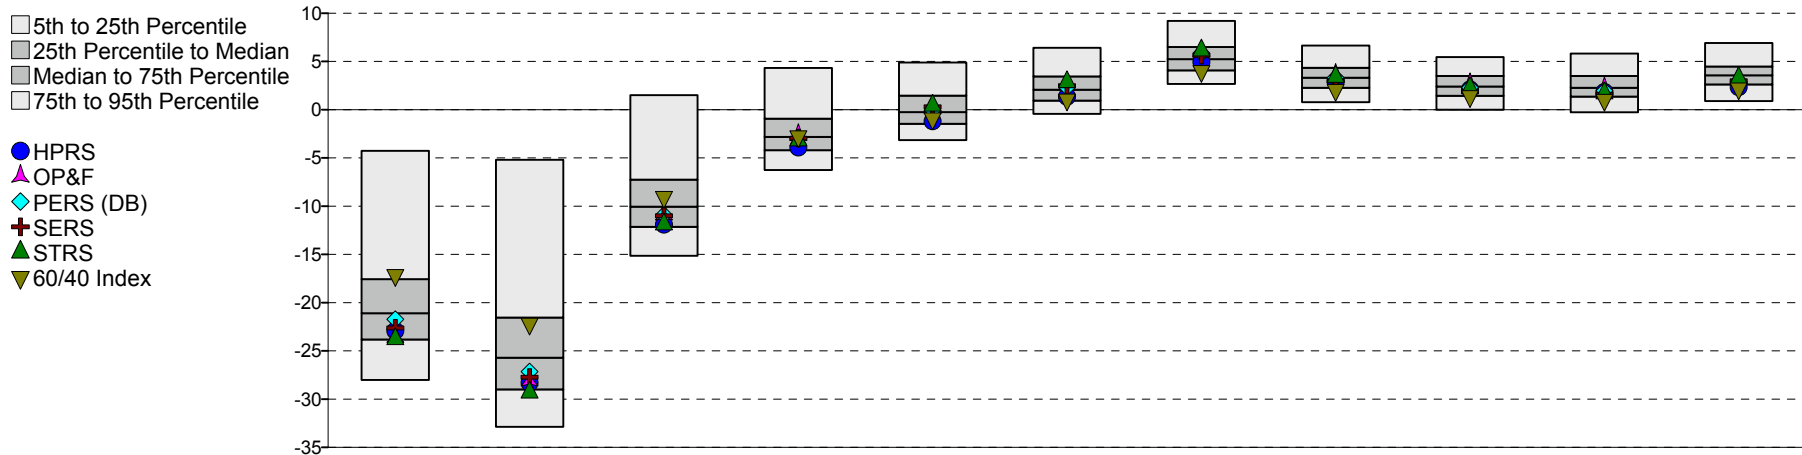 5th to 25th Percentile
25th Percentile to Median
Median to 75th Percentile
75th to 95th Percentile
HPRS
OP&F
PERS (DB)
SERS
STRS
60/40 Index
10
5
0
-5
-10
-15
-20
-25
-30
-35